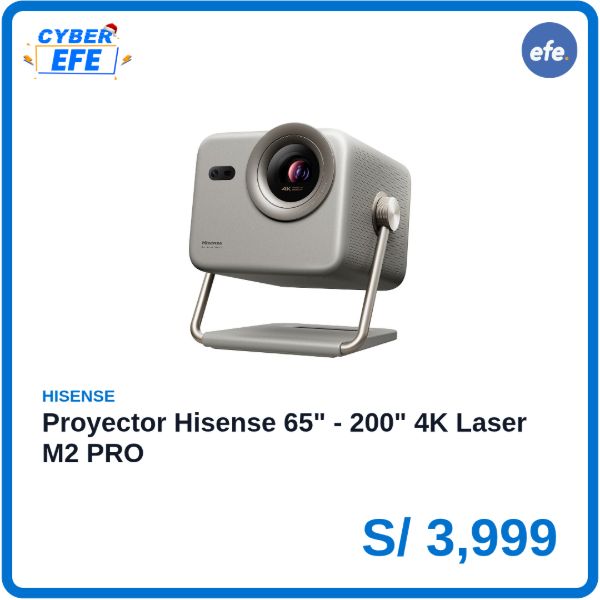 CYBER
EFE
efe.
4K
Hisense
HISENSE
Proyector Hisense 65" - 200" 4K Laser
M2 PRO
S/ 3,999